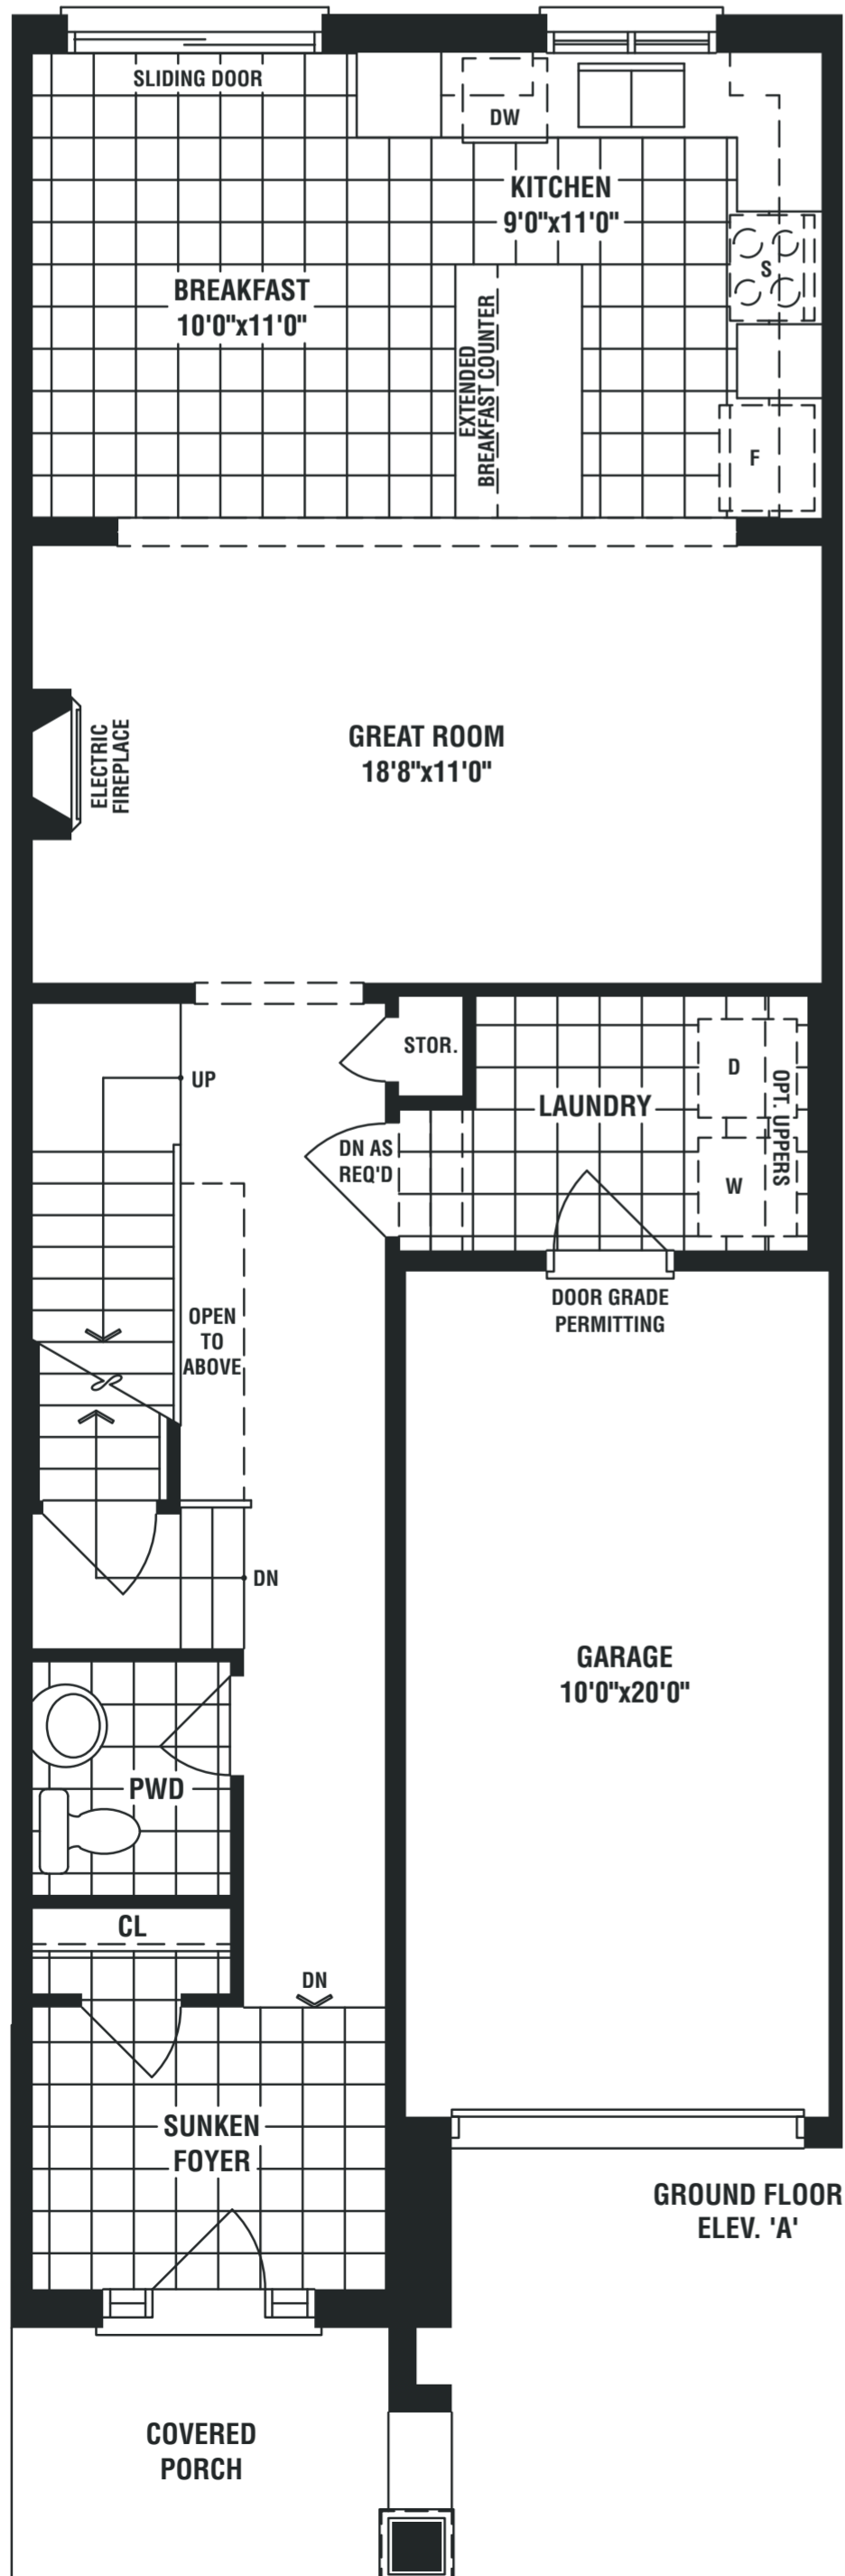 SLIDING DOOR
DW
KITCHEN
9'0"x11'0"
S
BREAKFAST
10'0"x11'0"
EXTENDED
BREAKFAST COUNTER
F
GREAT ROOM
18'8"x11'0"
ELECTRIC
FIREPLACE
STOR.
UP
D
LAUNDRY
OPT. UPPERS
DN AS
REQ'D
W
DOOR GRADE
PERMITTING
OPEN
TO
ABOVE
DN
GARAGE
10'0"x20'0"
PWD
CL
DN
SUNKEN
FOYER
GROUND FLOOR
ELEV. 'A'
COVERED
PORCH